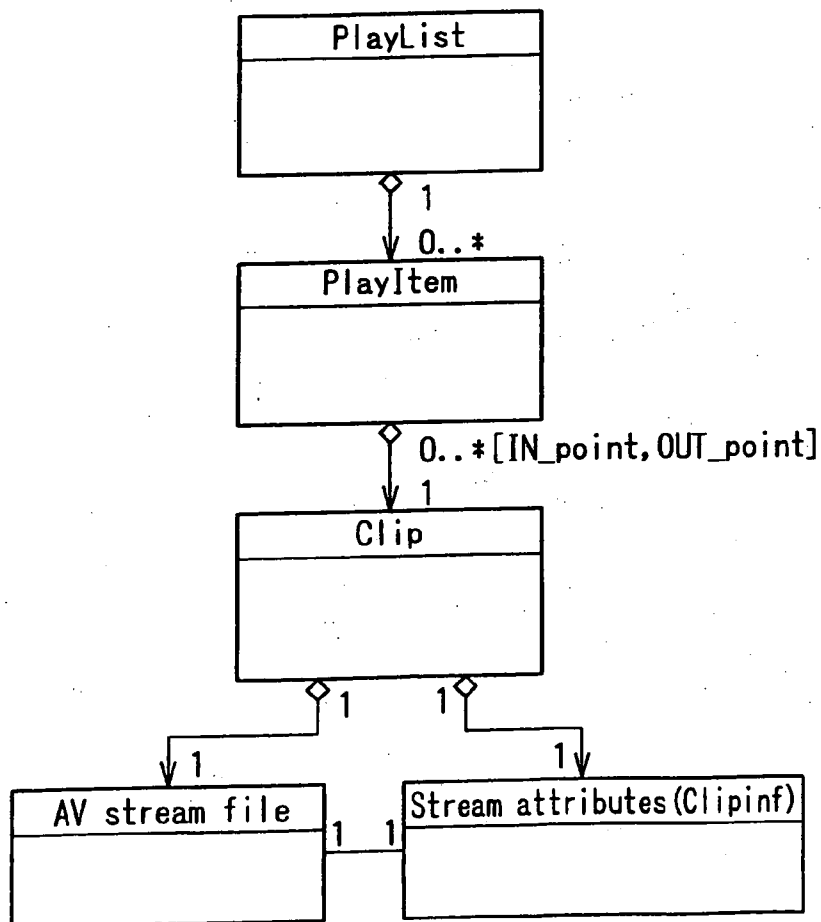 PlayList
1
0..*
PlayItem
0..*[IN_point,OUT_point]
1
Clip
1 1
1 1
AV stream file Stream attributes(Clipinf)
1 1